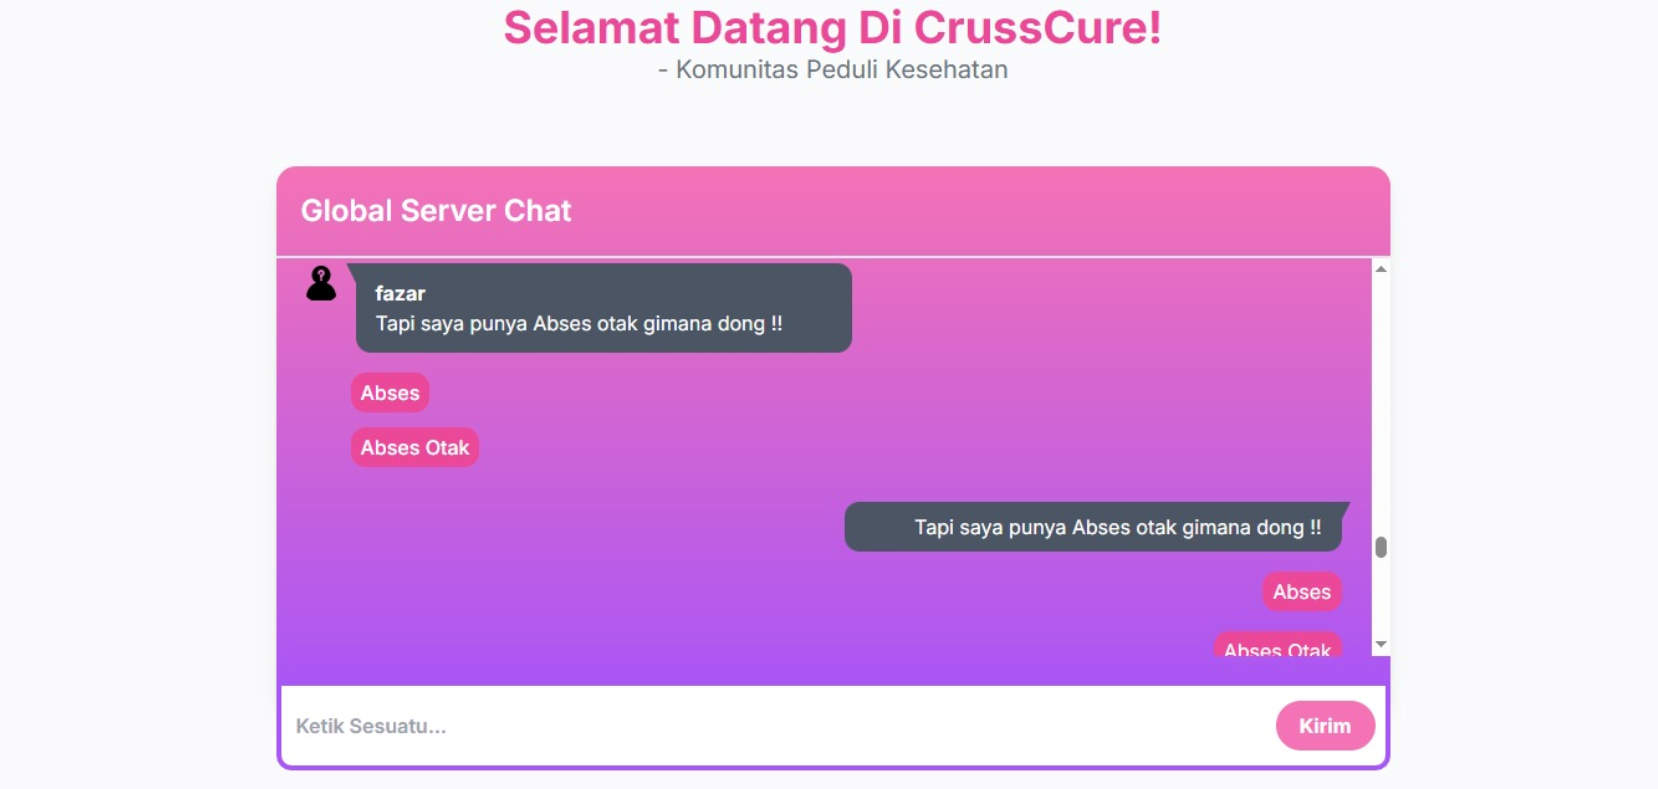 Selamat Datang Di CrussCure!
- Komunitas Peduli Kesehatan
Global Server Chat
?
fazar
Tapi saya punya Abses otak gimana dong !!
Abses
Abses Otak
Tapi saya punya Abses otak gimana dong !!
Abses
Abses Otak
Ketik Sesuatu...
Kirim